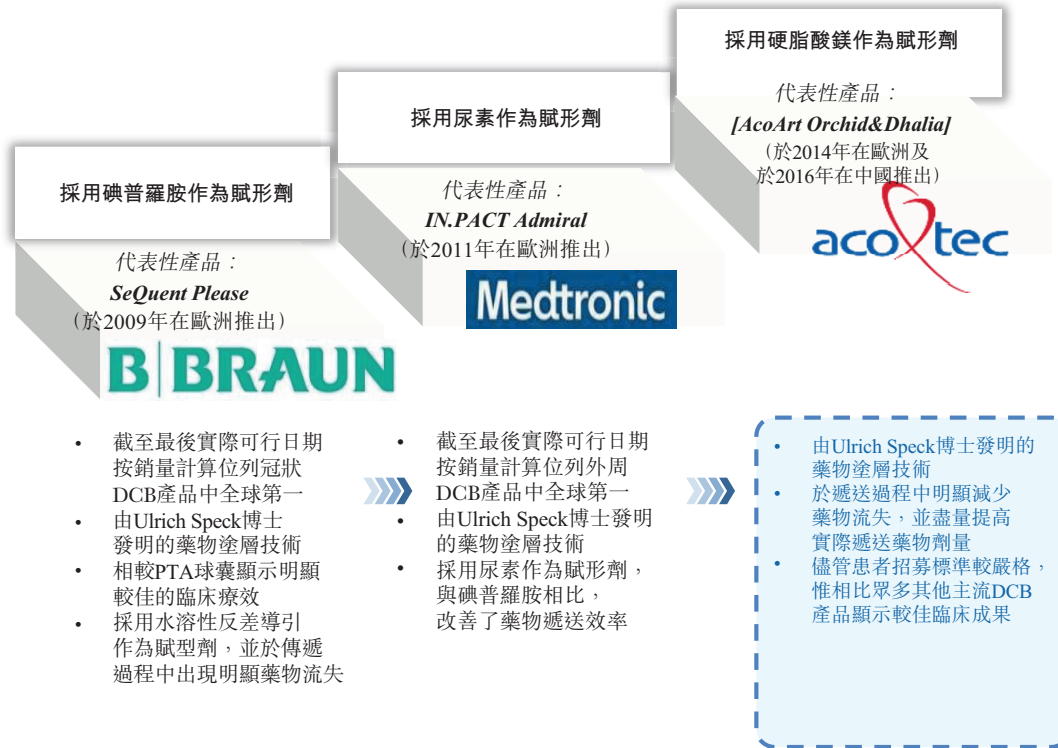 採用碘普羅胺作為賦形劑
代表性產品：
SeQuent Please
（於2009年在歐洲推出）
B BRAUN
• 截至最後實際可行日期
按銷量計算位列冠狀
DCB產品中全球第一
• 由Ulrich Speck博士
發明的藥物塗層技術
• 相較PTA球囊顯示明顯
較佳的臨床療效
• 採用水溶性反差導引
作為賦型劑，並於傳遞
過程中出現明顯藥物流失
採用尿素作為賦形劑
代表性產品：
IN.PACT Admiral
（於2011年在歐洲推出）
Medtronic
• 截至最後實際可行日期
按銷量計算位列外周
DCB產品中全球第一
• 由Ulrich Speck博士發明
的藥物塗層技術
• 採用尿素作為賦形劑，
與碘普羅胺相比，
改善了藥物遞送效率
採用硬脂酸鎂作為賦形劑
代表性產品：
[AcoArt Orchid&Dhalia]
（於2014年在歐洲及
於2016年在中國推出）
acotec
• 由Ulrich Speck博士發明的
藥物塗層技術
• 於遞送過程中明顯減少
藥物流失，並盡量提高
實際遞送藥物劑量
• 儘管患者招募標準較嚴格，
惟相比眾多其他主流DCB
產品顯示較佳臨床成果